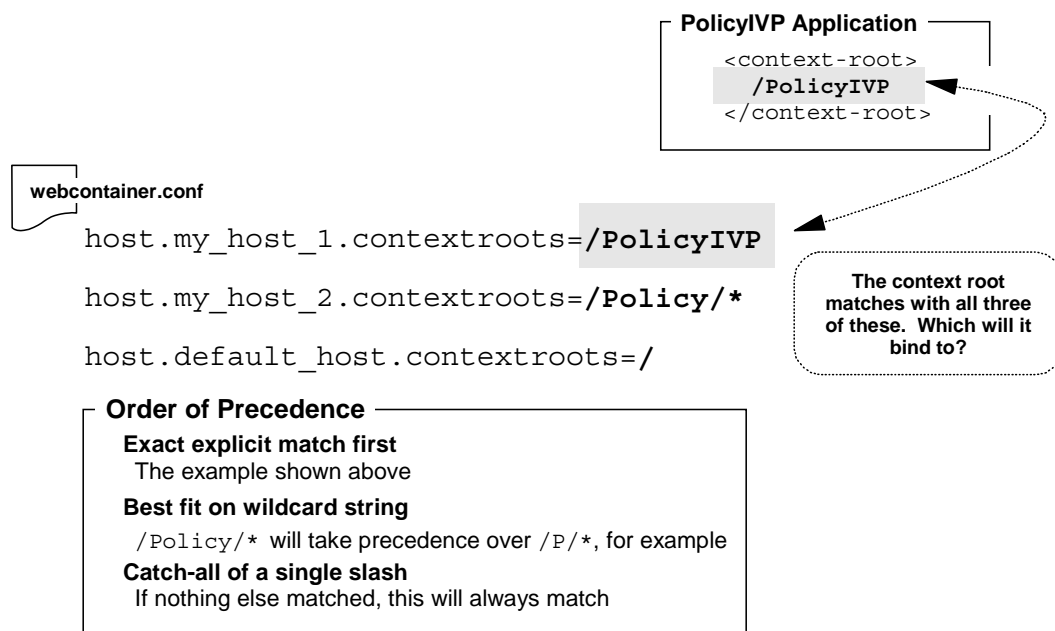 PolicyIVP Application
<context-root>
/PolicyIVP
</context-root>
webcontainer.conf
host.my_host_1.contextroots=/PolicyIVP
host.my_host_2.contextroots=/Policy/*
host.default_host.contextroots=/
The context root
matches with all three
of these. Which will it
bind to?
Order of Precedence
Exact explicit match first
The example shown above
Best fit on wildcard string
/Policy/* will take precedence over /P/*, for example
Catch-all of a single slash
If nothing else matched, this will always match